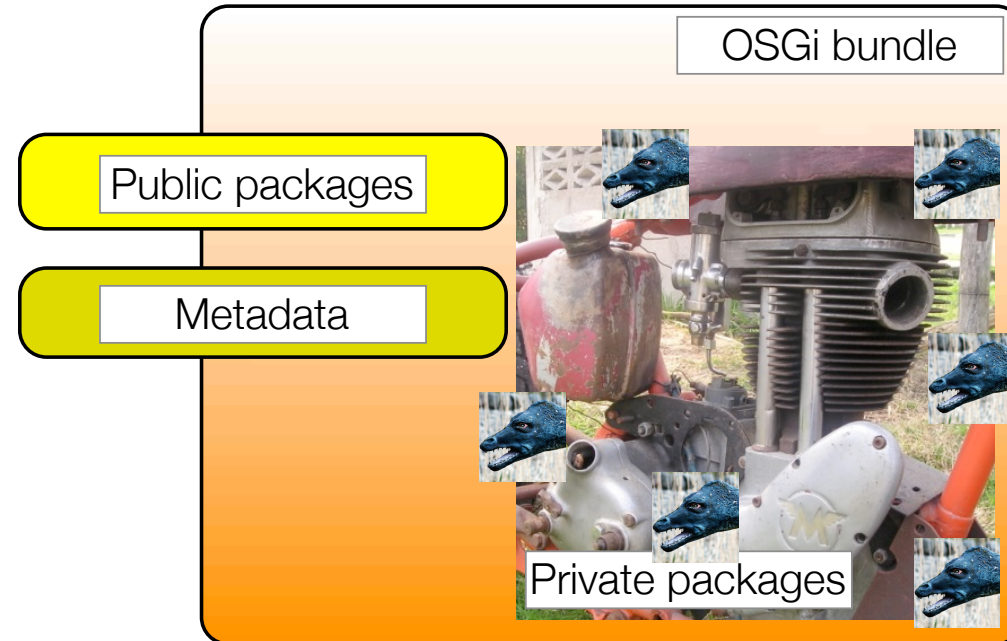 OSGi bundle
Public packages
Metadata
Private packages
M